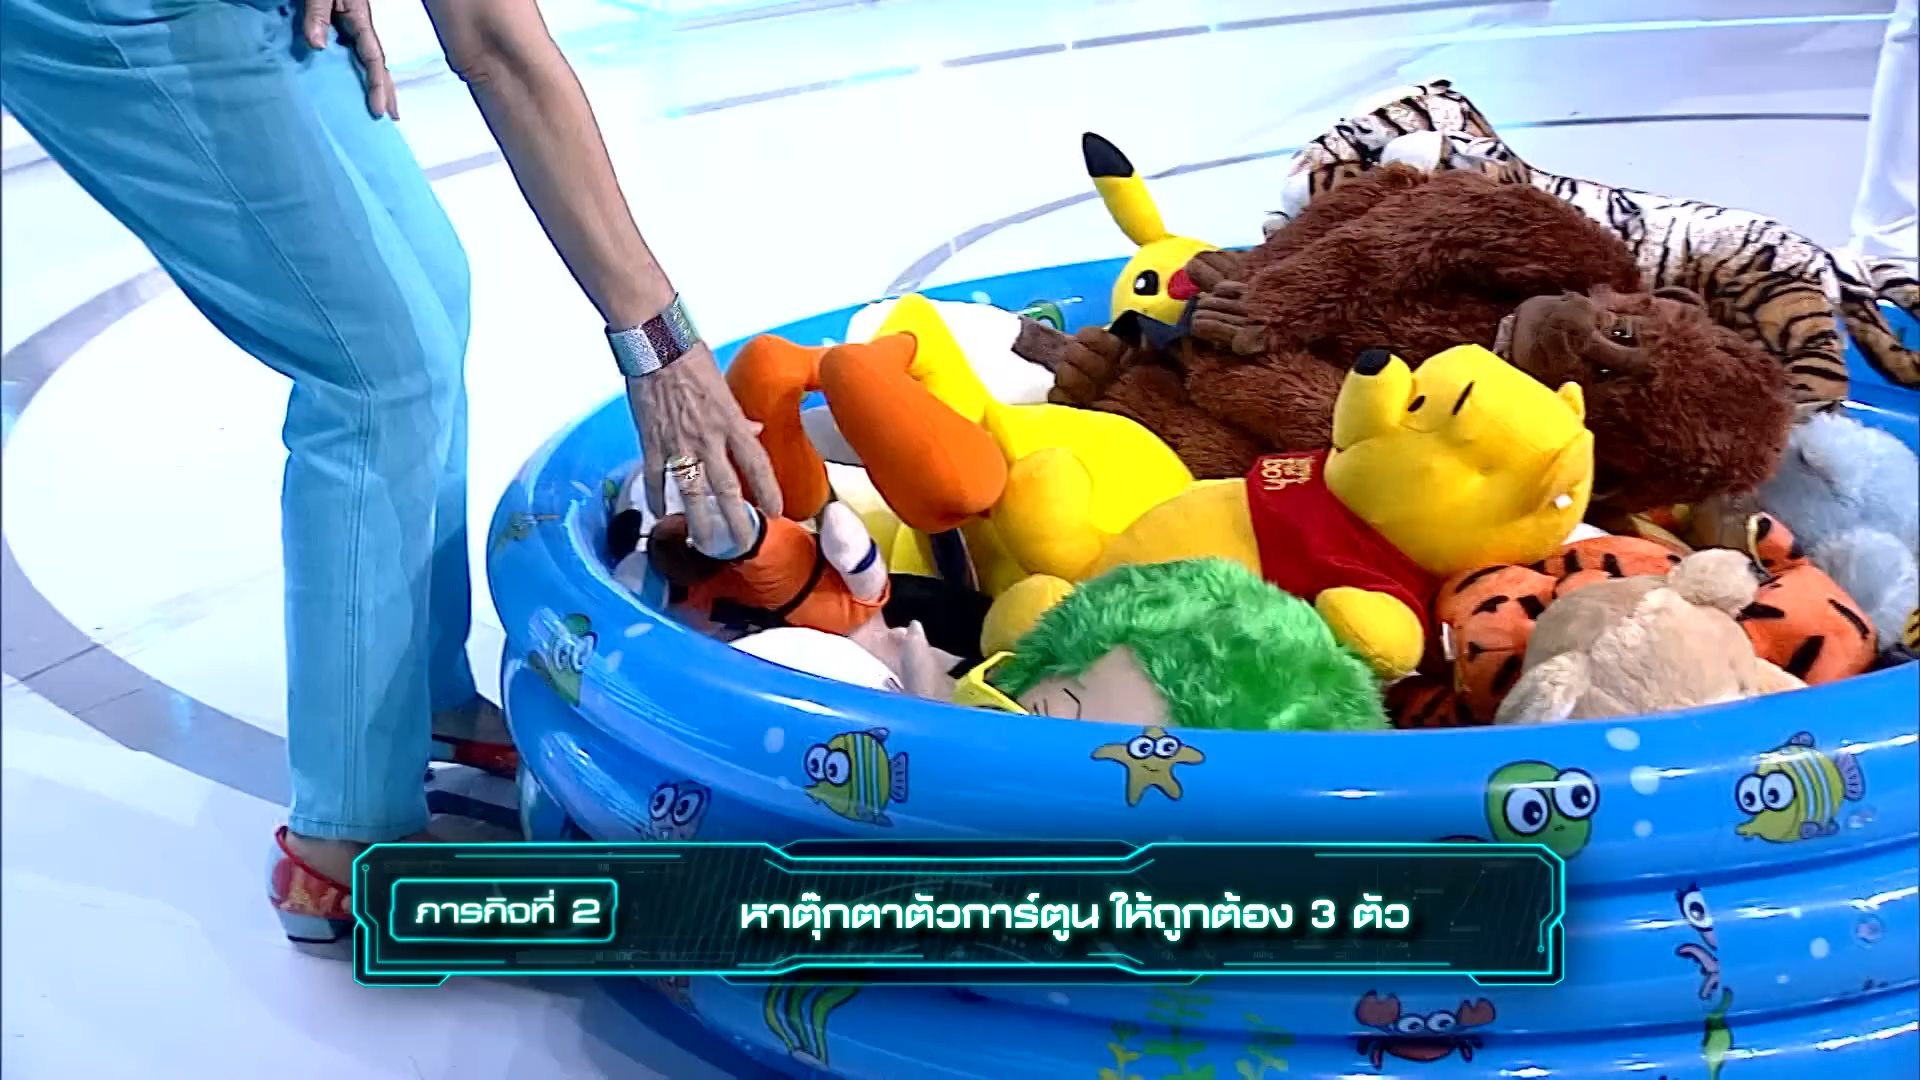 ภารกิจที่ 2
หาตุ๊กตาตัวการ์ตูน ให้ถูกต้อง 3 ตัว